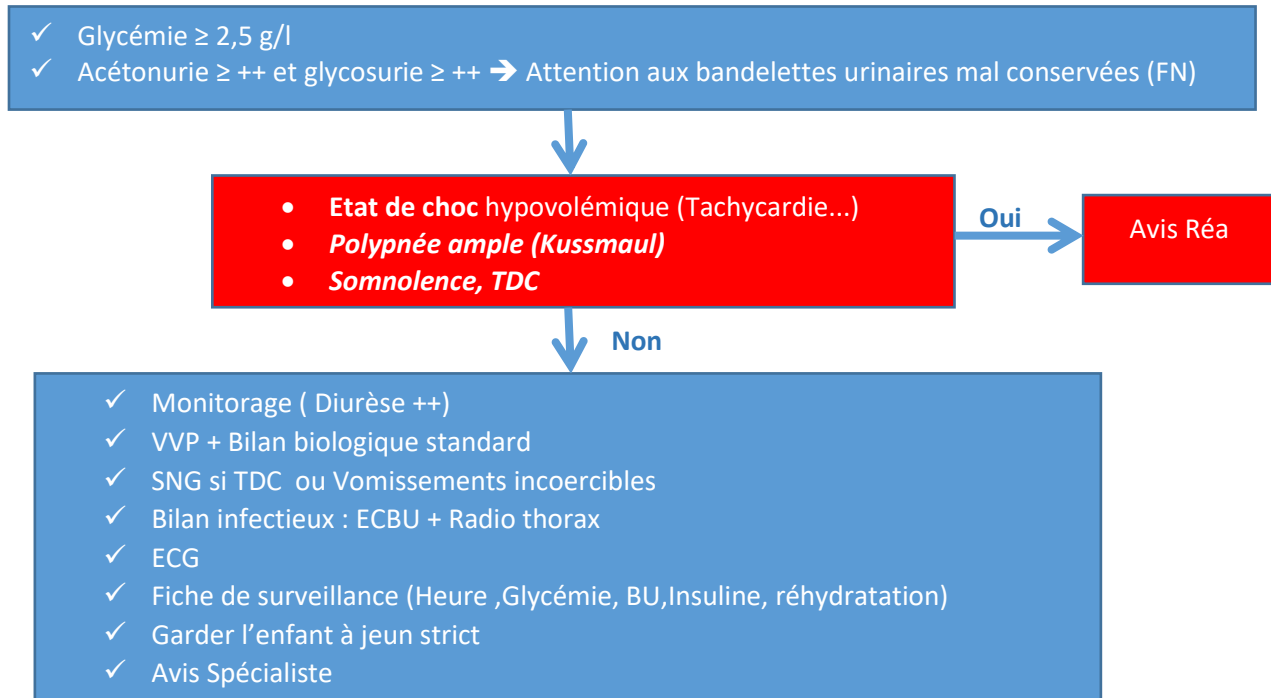 ✓ Glycémie ≥ 2,5 g/l
✓ Acétonurie ≥ ++ et glycosurie ≥ ++ ➔ Attention aux bandelettes urinaires mal conservées (FN)
• Etat de choc hypovolémique (Tachycardie...)
• Polypnée ample (Kussmaul)
• Somnolence, TDC
Oui
Avis Réa
Non
✓ Monitorage ( Diurèse ++)
✓ VVP + Bilan biologique standard
✓ SNG si TDC ou Vomissements incoercibles
✓ Bilan infectieux : ECBU + Radio thorax
✓ ECG
✓ Fiche de surveillance (Heure ,Glycémie, BU,Insuline, réhydratation)
✓ Garder l’enfant à jeun strict
✓ Avis Spécialiste